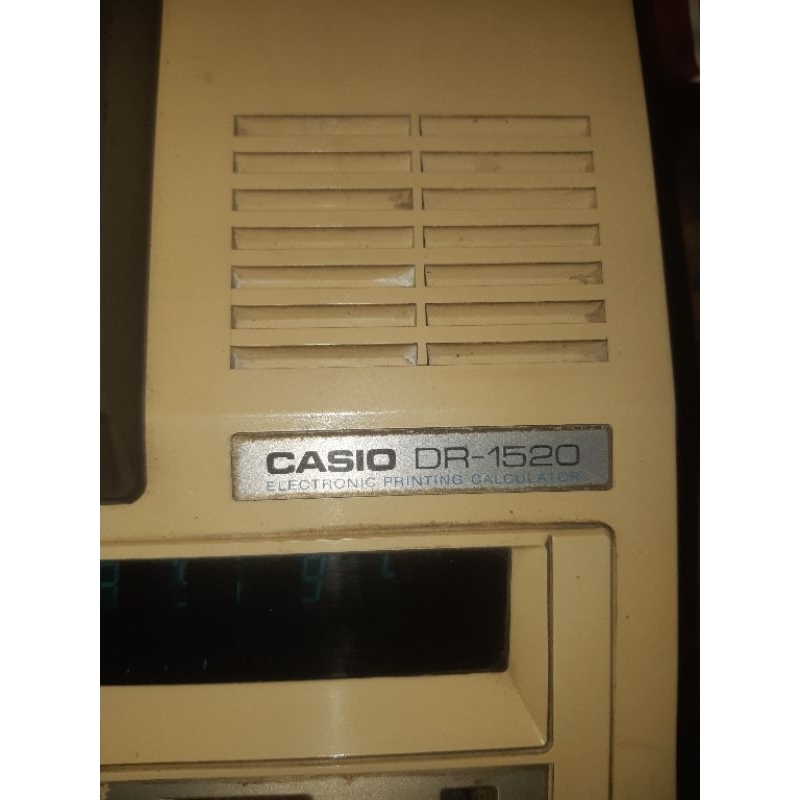 CASIO DR-1520
ELECTRONIC PRINTING CALCULATOR